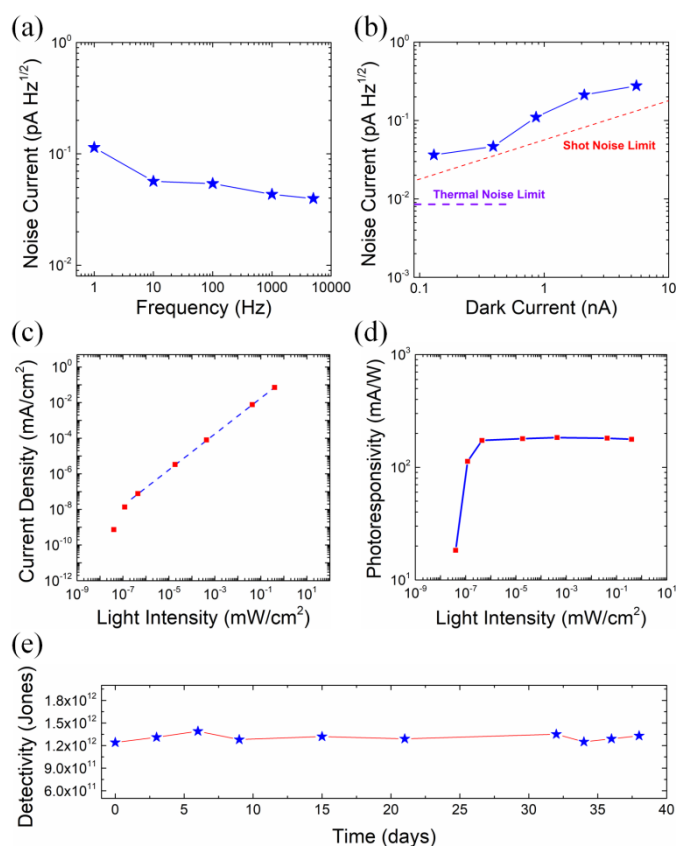 (a)
10⁰
10⁻¹
10⁻²
Noise Current (pA Hz^1/2)
1
10
100
1000
10000
Frequency (Hz)
(b)
10⁰
10⁻¹
10⁻²
10⁻³
Noise Current (pA Hz^1/2)
Shot Noise Limit
Thermal Noise Limit
0.1
1
10
Dark Current (nA)
(c)
10⁰
10⁻²
10⁻⁴
10⁻⁶
10⁻⁸
10⁻¹⁰
10⁻¹²
Current Density (mA/cm²)
10⁻⁹
10⁻⁷
10⁻⁵
10⁻³
10⁻¹
10¹
Light Intensity (mW/cm²)
(d)
10³
10²
10¹
Photoresponsivity (mA/W)
10⁻⁹
10⁻⁷
10⁻⁵
10⁻³
10⁻¹
10¹
Light Intensity (mW/cm²)
(e)
1.8x10¹²
1.5x10¹²
1.2x10¹²
9.0x10¹¹
6.0x10¹¹
Detectivity (Jones)
0
5
10
15
20
25
30
35
40
Time (days)